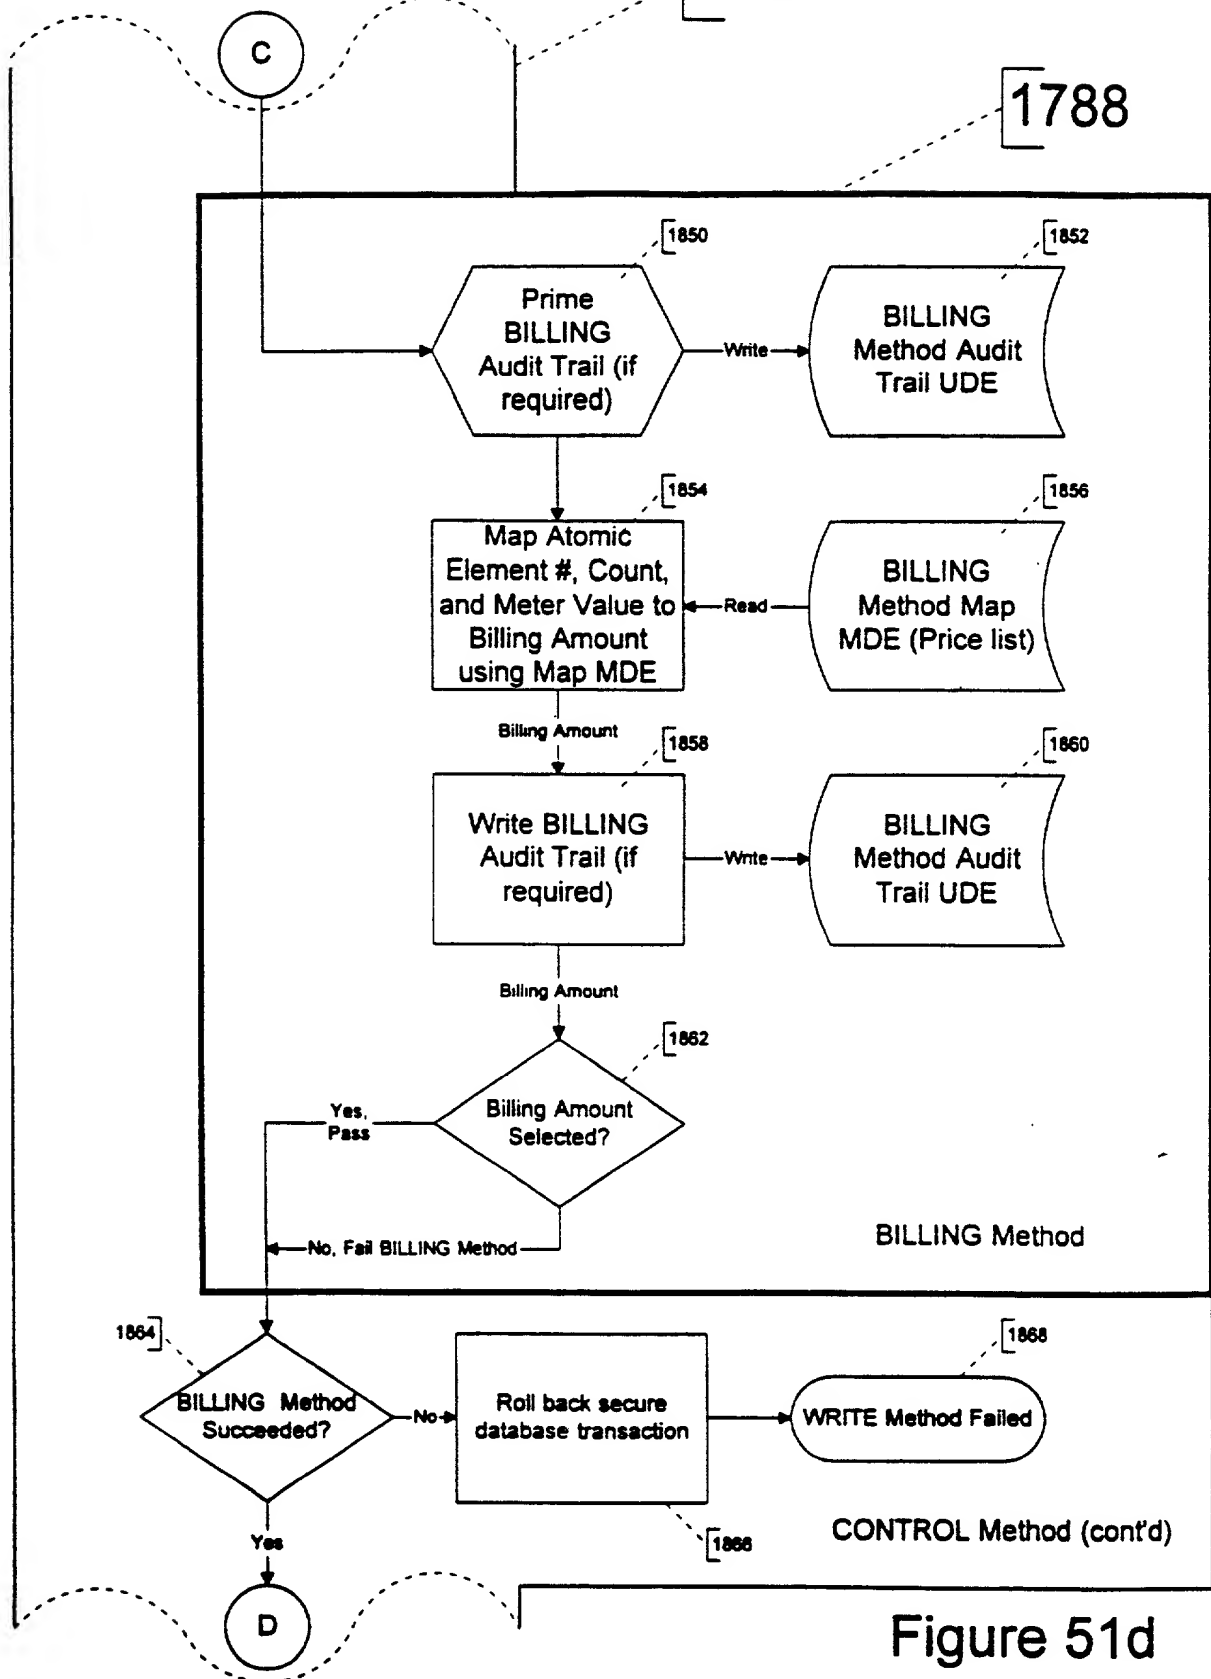 C
1788
1850
1852
Prime
BILLING
Audit Trail (if
required)
Write
BILLING
Method Audit
Trail UDE
1854
1856
Map Atomic
Element #, Count,
and Meter Value to
Billing Amount
using Map MDE
Read
BILLING
Method Map
MDE (Price list)
Billing Amount
1858
1860
Write BILLING
Audit Trail (if
required)
Write
BILLING
Method Audit
Trail UDE
Billing Amount
1862
Billing Amount
Selected?
Yes,
Pass
No, Fail BILLING Method
BILLING Method
1864
BILLING Method
Succeeded?
No
Roll back secure
database transaction
1868
WRITE Method Failed
1866
Yes
CONTROL Method (cont'd)
D
Figure 51d